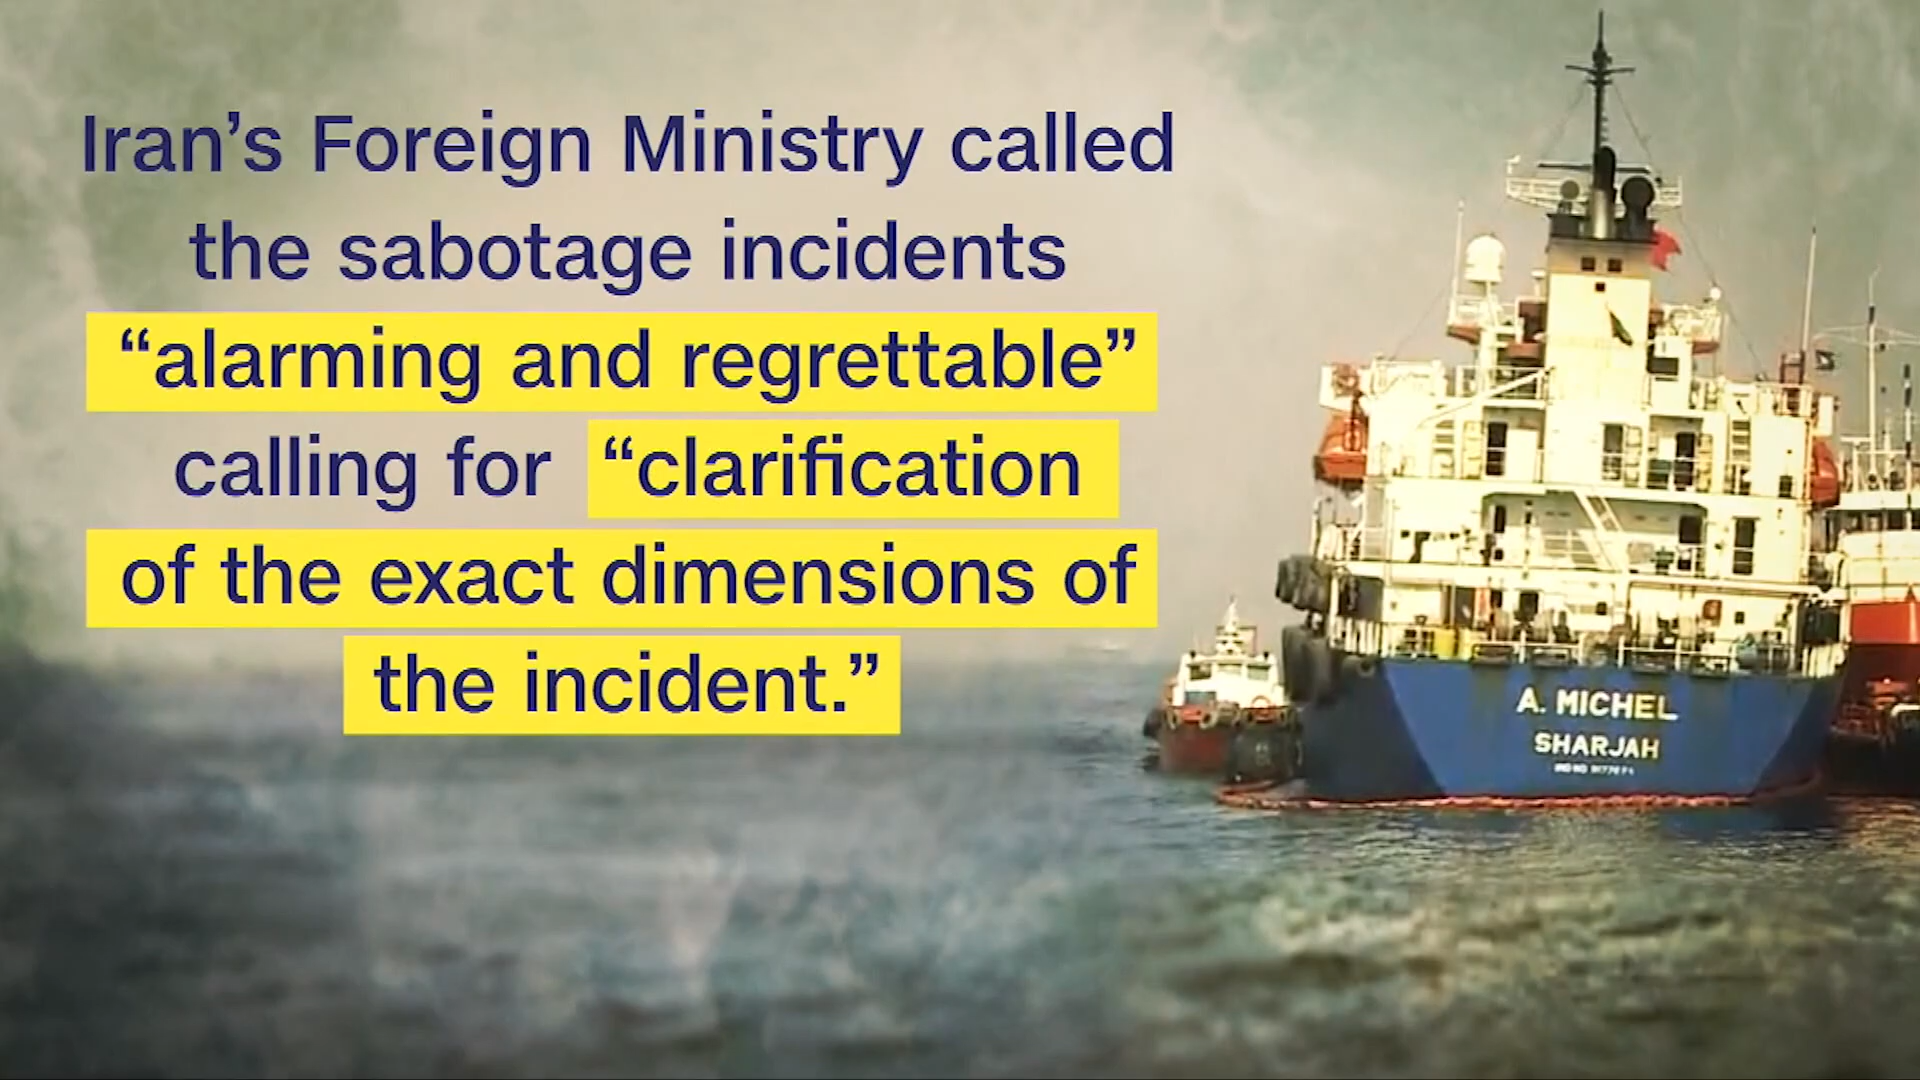 Iran’s Foreign Ministry called
the sabotage incidents
“alarming and regrettable”
calling for “clarification
of the exact dimensions of
the incident.”
A. MICHEL
SHARJAH